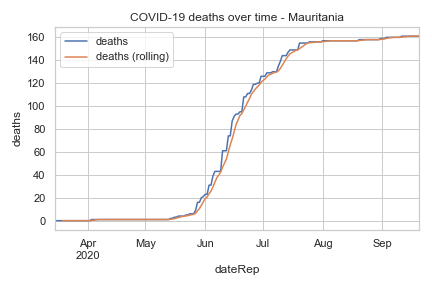 COVID-19 deaths over time - Mauritania
deaths
deaths (rolling)
160
140
120
100
80
60
40
20
0
deaths
Apr
2020
May
Jun
Jul
Aug
Sep
dateRep